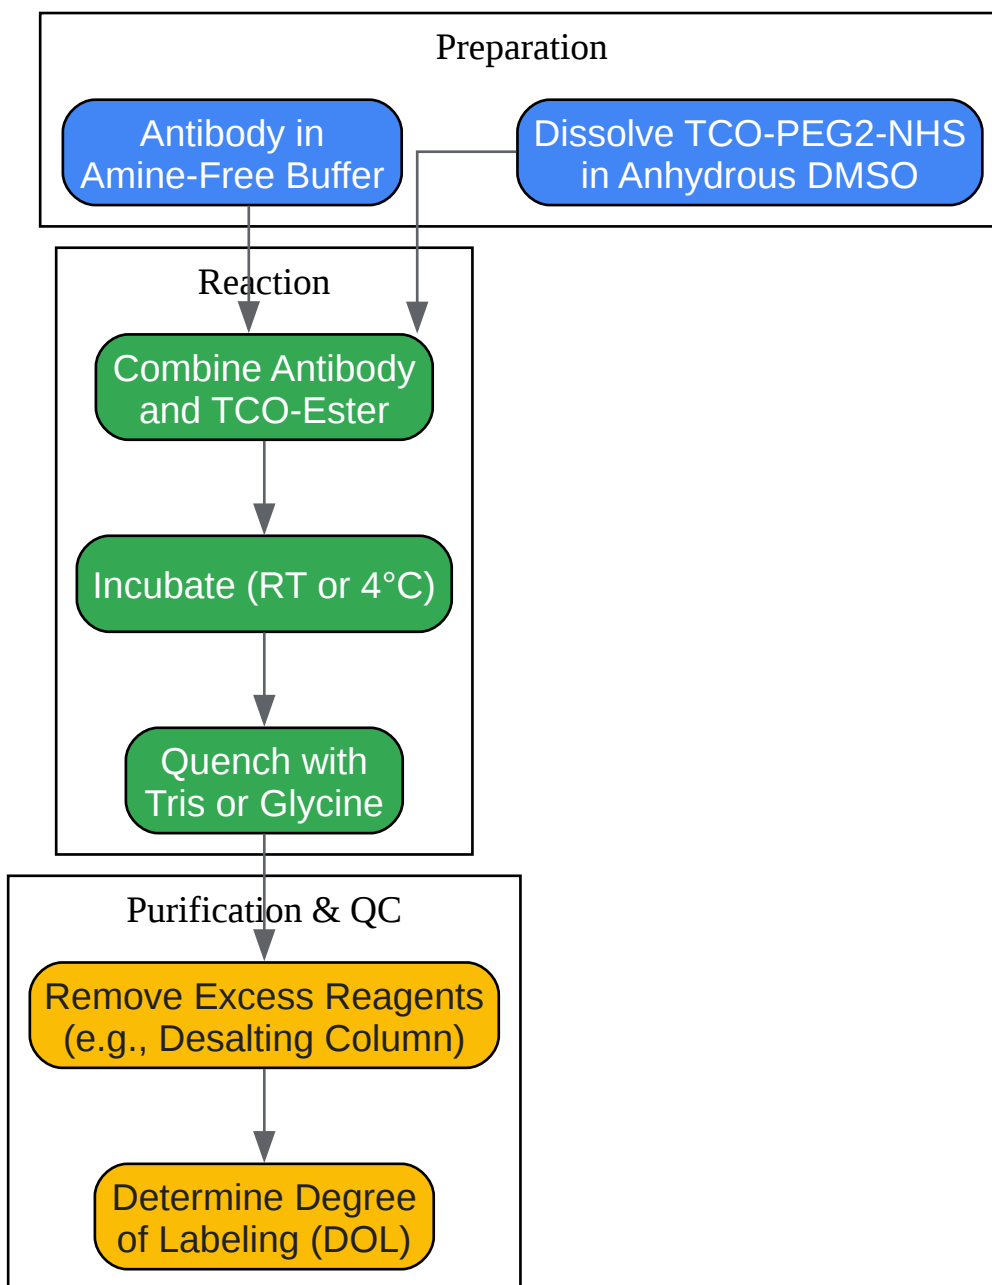 Preparation
Antibody in
Amine-Free Buffer
Dissolve TCO-PEG2-NHS
in Anhydrous DMSO
Reaction
Combine Antibody
and TCO-Ester
Incubate (RT or 4°C)
Quench with
Tris or Glycine
Purification & QC
Remove Excess Reagents
(e.g., Desalting Column)
Determine Degree
of Labeling (DOL)